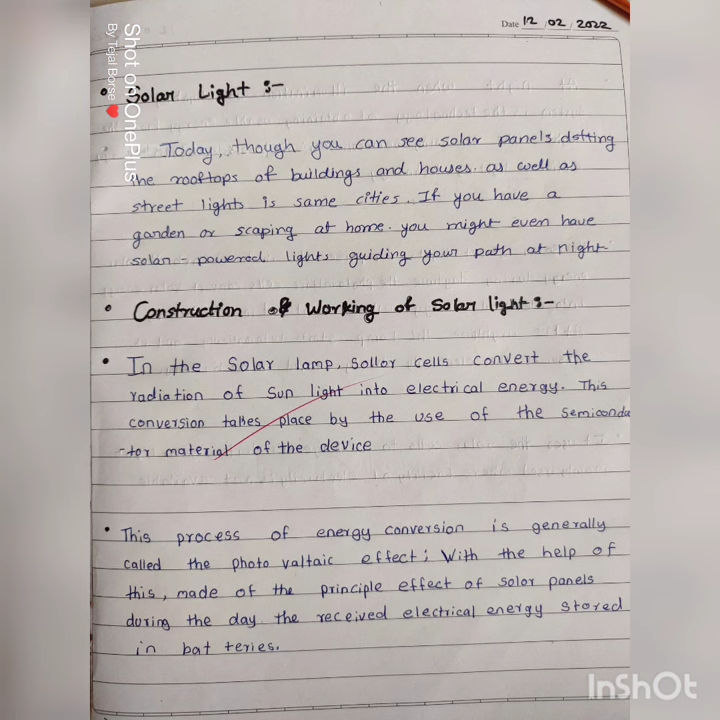 Date 12 / 02 / 2022
• Solar Light :-
Today, though you can see solar panels dotting
the rooftops of buildings and houses. as well as
street lights is same cities. If you have a
garden or scaping at home. you might even have
solar - powered lights guiding your path at night
• Construction of Working of Solar light :-
• In the Solar lamp, Sollor cells convert the
radiation of Sun light into electrical energy. This
conversion takes place by the use of the semiconda
-tor material of the device
• This process of energy conversion is generally
called the photo valtaic effect; With the help of
this, made of the principle effect of solar panels
during the day the received electrical energy stored
in bat teries.
Shot on OnePlus
By Tejal Borse ❤️
InShOt